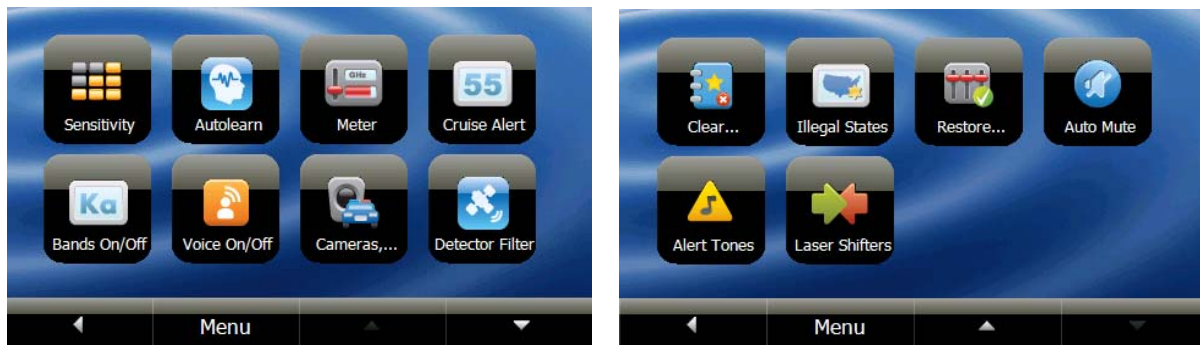 GHz
55
Sensitivity Autolearn Meter Cruise Alert
Ka
Bands On/Off Voice On/Off Cameras,... Detector Filter
Menu
Clear... Illegal States Restore... Auto Mute
Alert Tones Laser Shifters
Menu